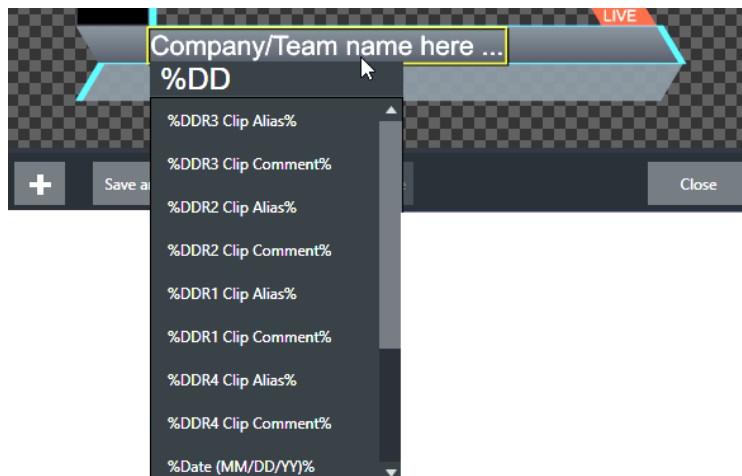 LIVE
Company/Team name here ...
%DD
%DDR3 Clip Alias%
%DDR3 Clip Comment%
%DDR2 Clip Alias%
%DDR2 Clip Comment%
%DDR1 Clip Alias%
%DDR1 Clip Comment%
%DDR4 Clip Alias%
%DDR4 Clip Comment%
%Date (MM/DD/YY)%
Save
Close